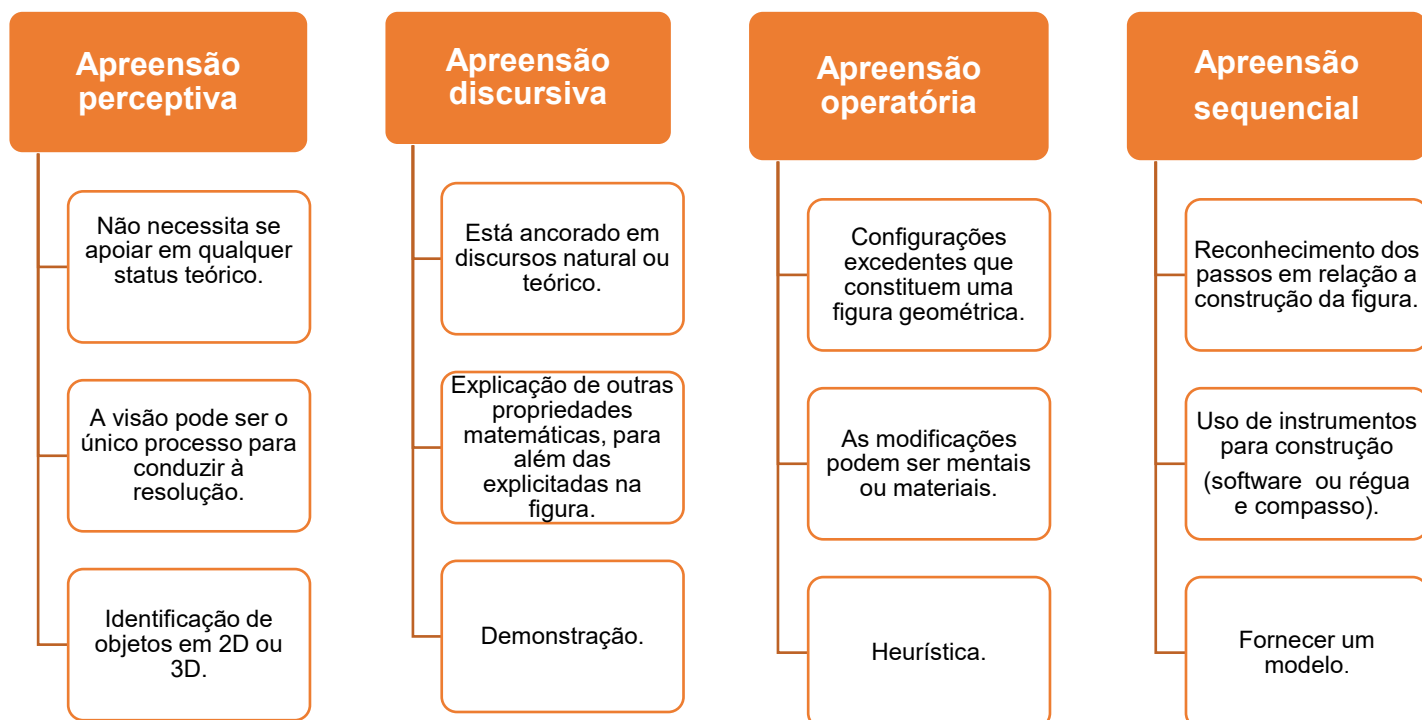 Apreensão
perceptiva
Não necessita se
apoiar em qualquer
status teórico.
A visão pode ser o
único processo para
conduzir à
resolução.
Identificação de
objetos em 2D ou
3D.
Apreensão
discursiva
Está ancorado em
discursos natural ou
teórico.
Explicação de outras
propriedades
matemáticas, para
além das
explicitadas na
figura.
Demonstração.
Apreensão
operatória
Configurações
excedentes que
constituem uma
figura geométrica.
As modificações
podem ser mentais
ou materiais.
Heurística.
Apreensão
sequencial
Reconhecimento dos
passos em relação a
construção da figura.
Uso de instrumentos
para construção
(software ou régua
e compasso).
Fornecer um
modelo.